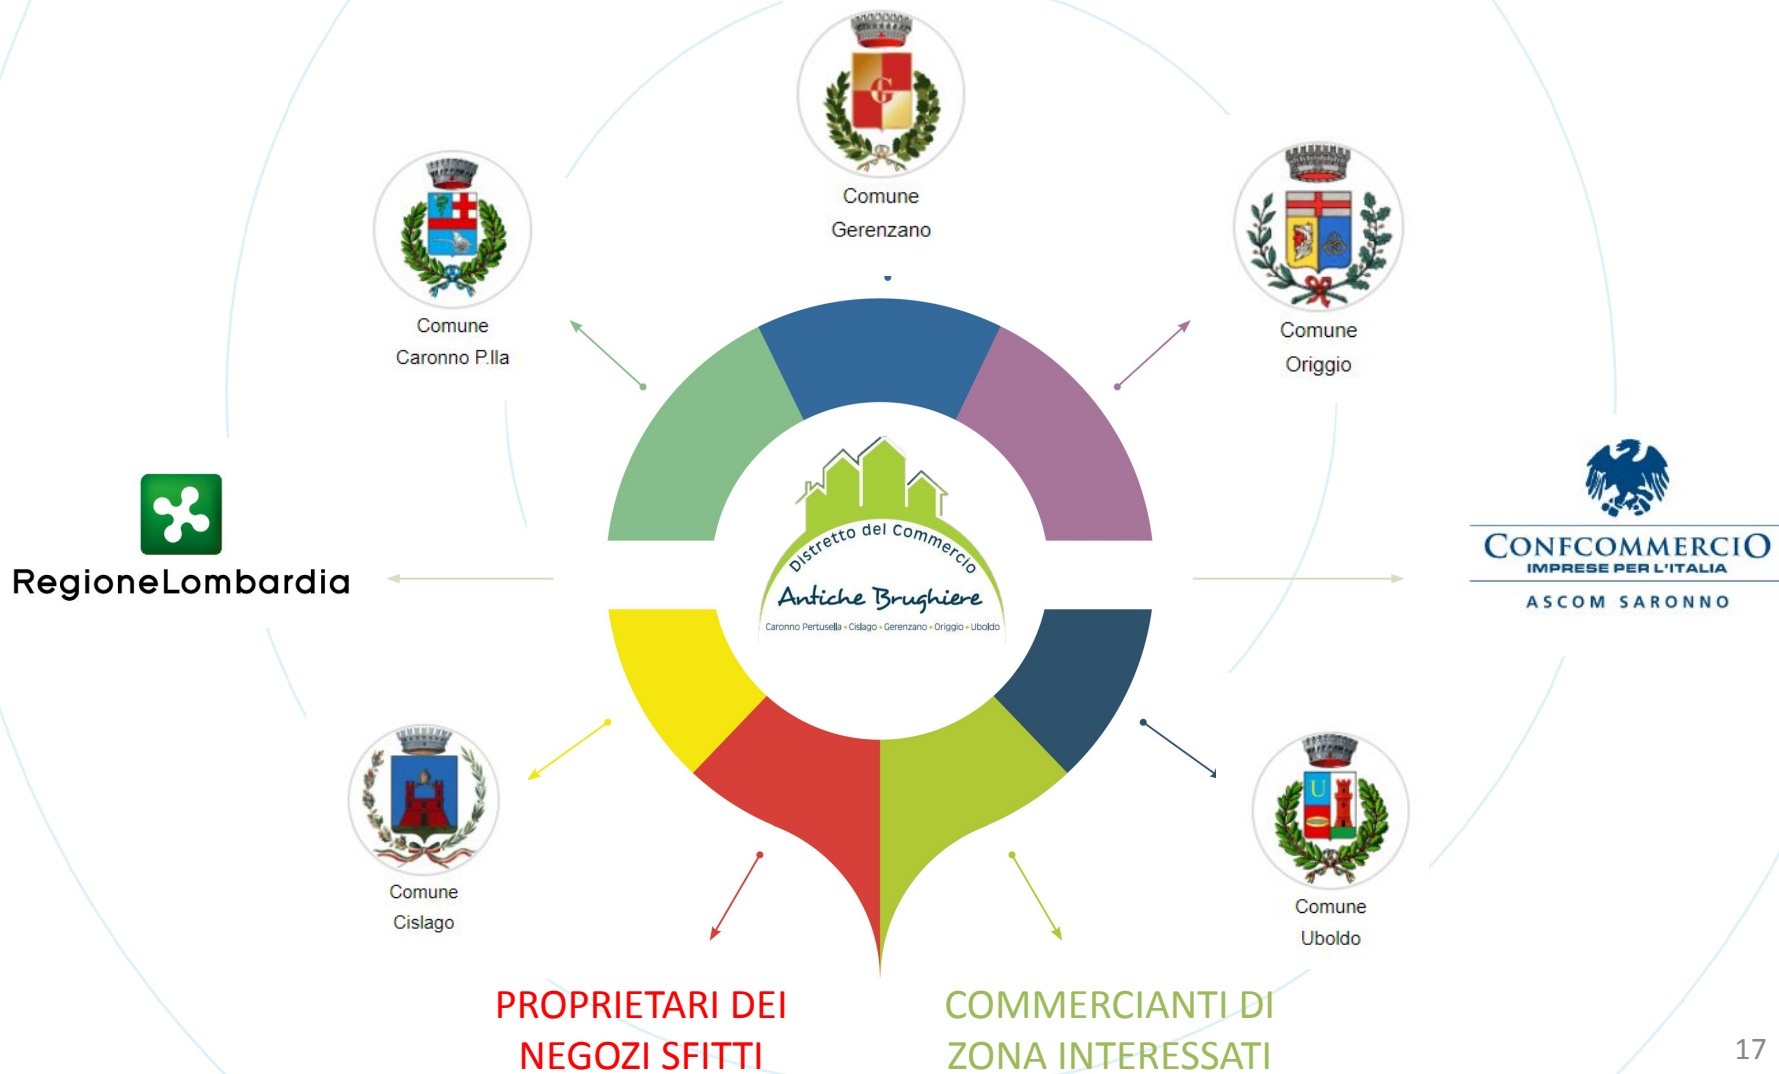 Comune
Gerenzano
Comune
Caronno P.lla
Comune
Origgio
RegioneLombardia
Distretto del Commercio
Antiche Brughiere
Caronno Pertusella • Cislago • Gerenzano • Origgio • Uboldo
CONFCOMMERCIO
IMPRESE PER L'ITALIA
ASCOM SARONNO
Comune
Cislago
Comune
Uboldo
PROPRIETARI DEI
NEGOZI SFITTI
COMMERCIANTI DI
ZONA INTERESSATI
17
G
U